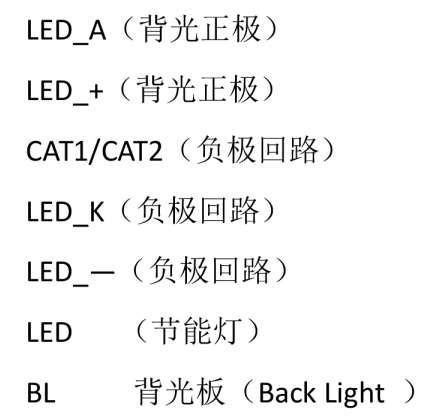 LED_A（背光正极）
LED_+（背光正极）
CAT1/CAT2（负极回路）
LED_K（负极回路）
LED_—（负极回路）
LED （节能灯）
BL 背光板（Back Light ）